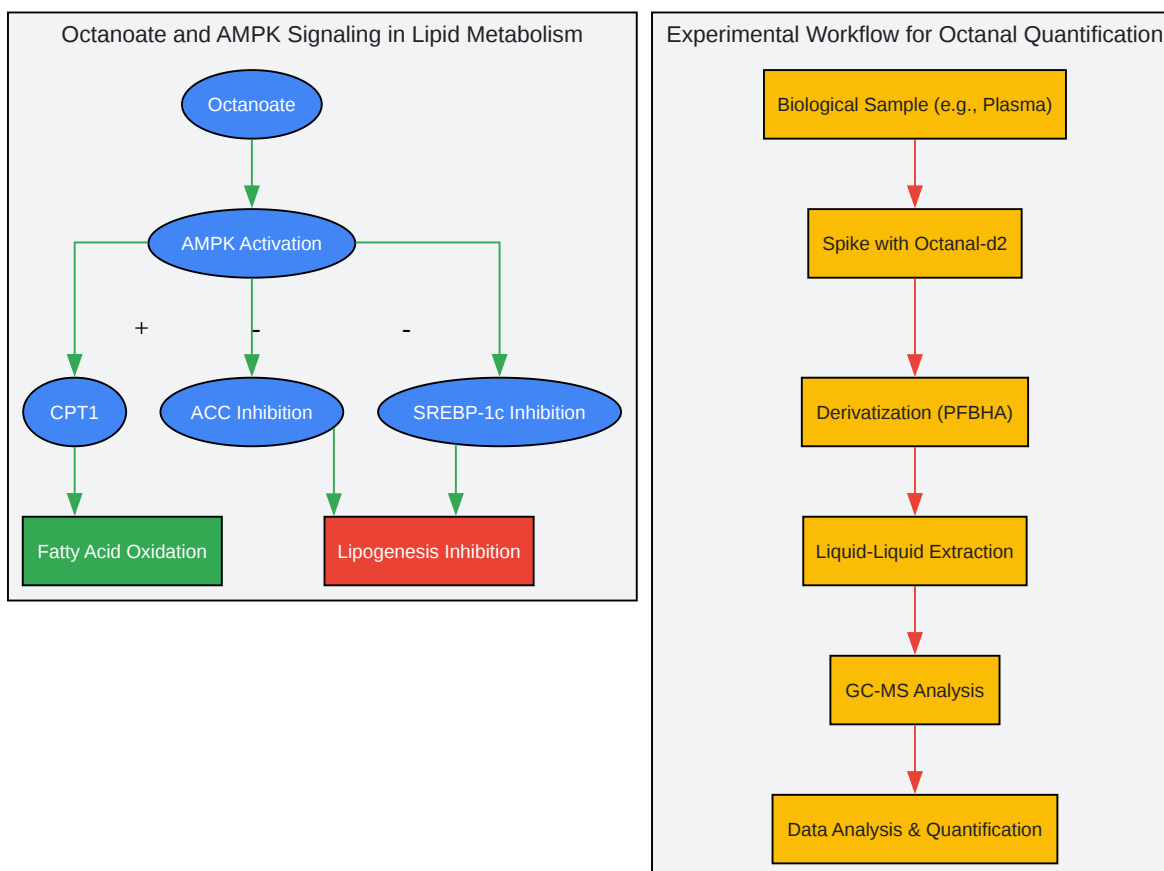 Octanoate and AMPK Signaling in Lipid Metabolism
Octanoate
AMPK Activation
+
-
-
CPT1
ACC Inhibition
SREBP-1c Inhibition
Fatty Acid Oxidation
Lipogenesis Inhibition
Experimental Workflow for Octanal Quantification
Biological Sample (e.g., Plasma)
Spike with Octanal-d2
Derivatization (PFBHA)
Liquid-Liquid Extraction
GC-MS Analysis
Data Analysis & Quantification